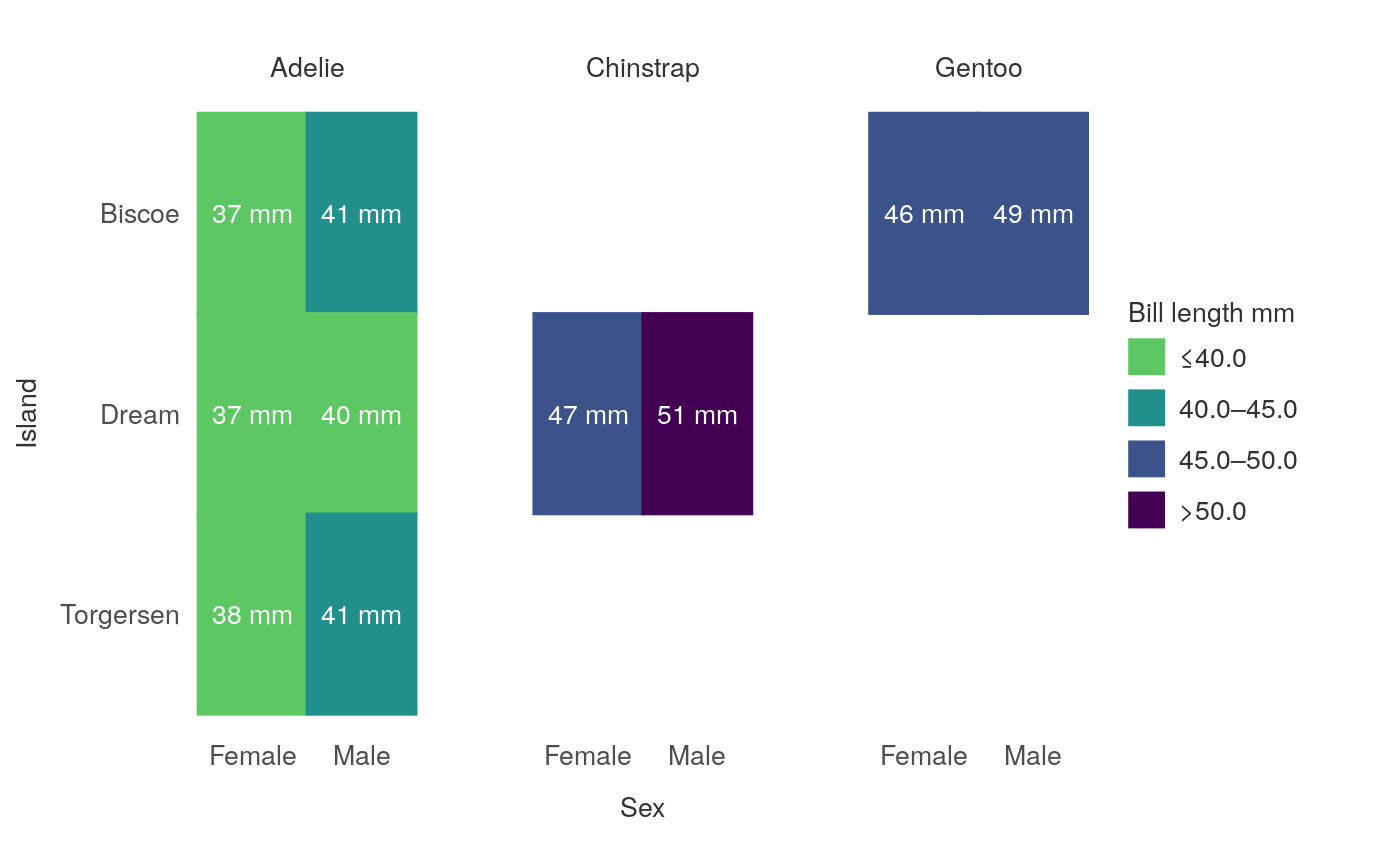 Adelie Chinstrap Gentoo
Biscoe 37 mm 41 mm 46 mm 49 mm
Dream 37 mm 40 mm 47 mm 51 mm
Torgersen 38 mm 41 mm
Female Male Female Male Female Male
Sex
Island
Bill length mm
≤40.0
40.0–45.0
45.0–50.0
>50.0